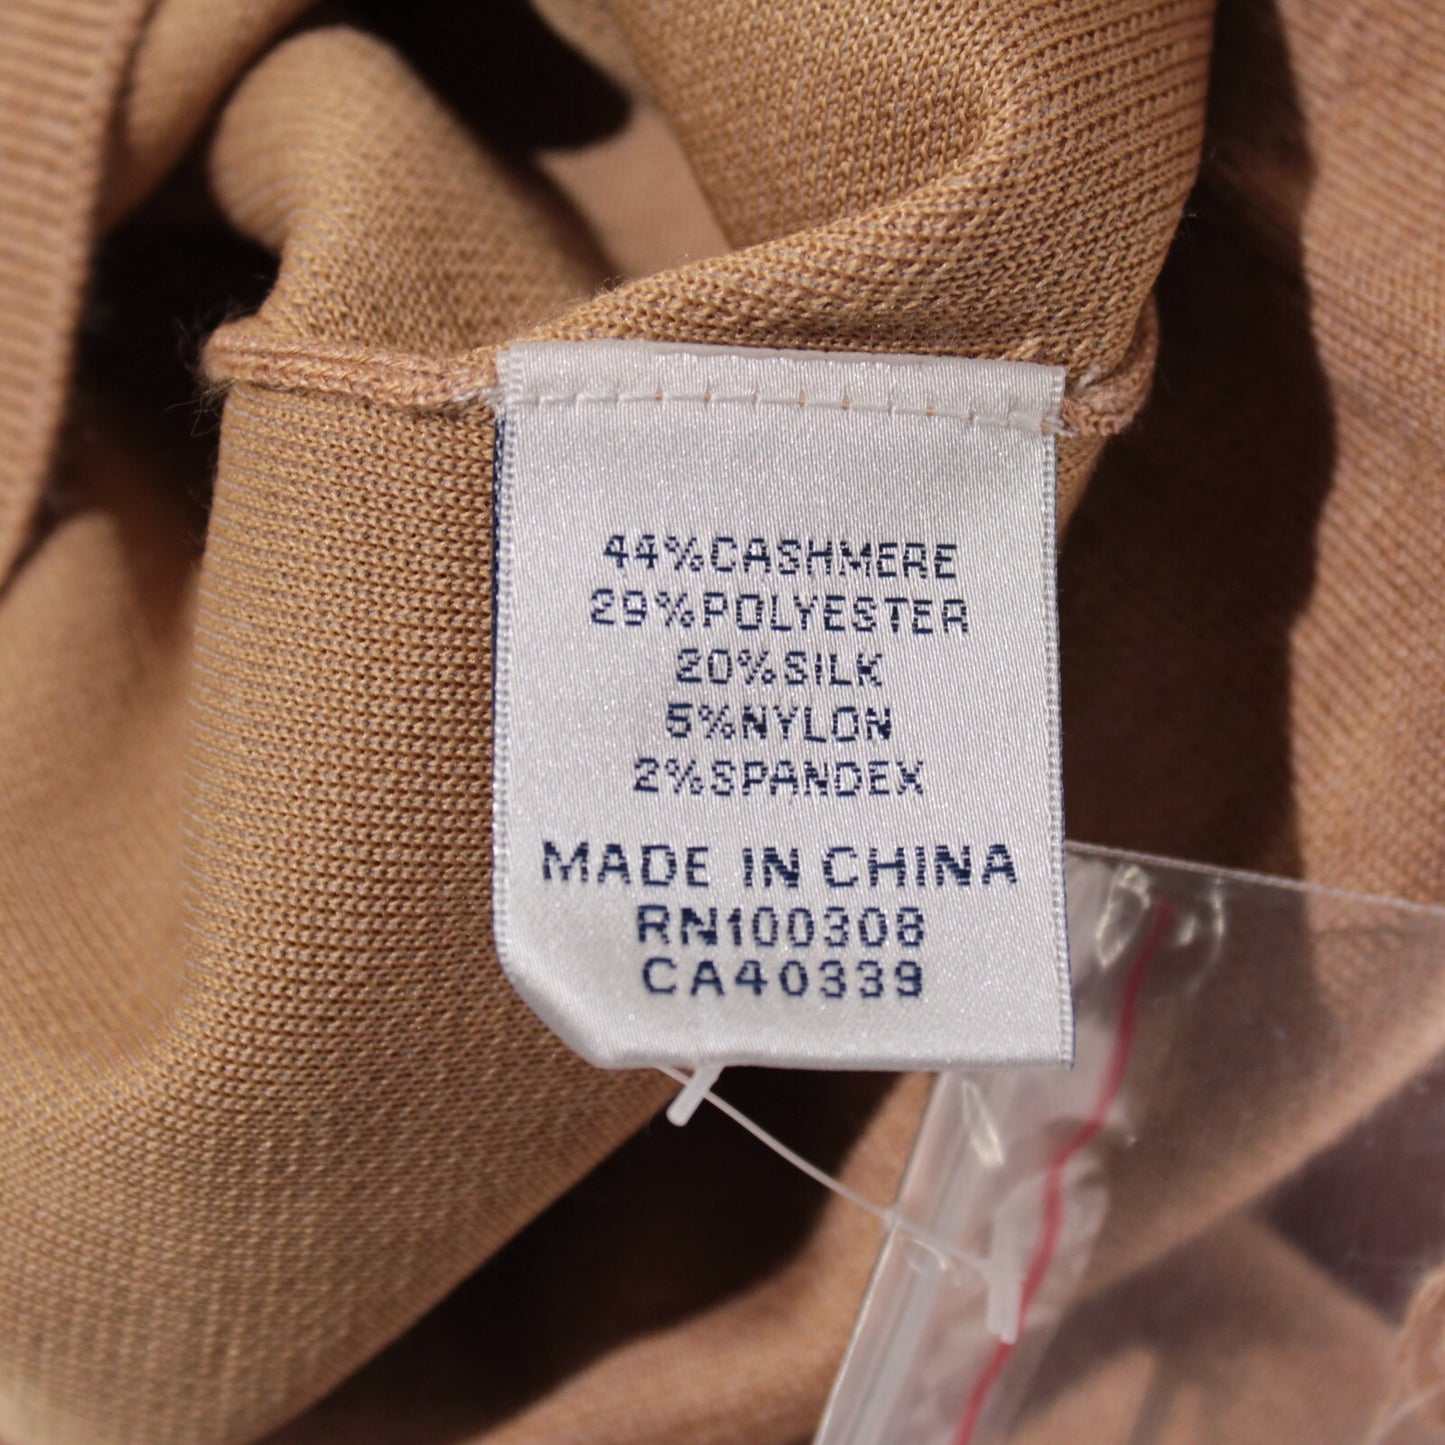 44%CASHMERE
29%POLYESTER
20%SILK
5%NYLON
2%SPANDEX
MADE IN CHINA
RN100308
CA40339